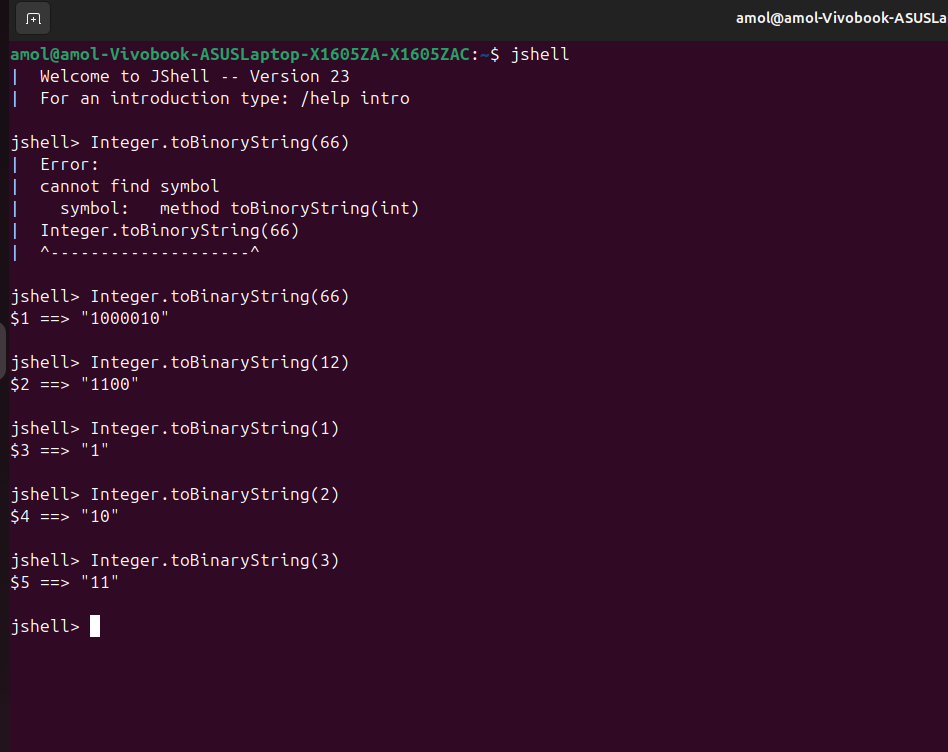 amol@amol-Vivobook-ASUSLa
amol@amol-Vivobook-ASUSLaptop-X1605ZA-X1605ZAC:~$ jshell
|  Welcome to JShell -- Version 23
|  For an introduction type: /help intro
jshell> Integer.toBinoryString(66)
|  Error:
|  cannot find symbol
|    symbol:   method toBinoryString(int)
|  Integer.toBinoryString(66)
|  ^--------------------^
jshell> Integer.toBinaryString(66)
$1 ==> "1000010"
jshell> Integer.toBinaryString(12)
$2 ==> "1100"
jshell> Integer.toBinaryString(1)
$3 ==> "1"
jshell> Integer.toBinaryString(2)
$4 ==> "10"
jshell> Integer.toBinaryString(3)
$5 ==> "11"
jshell>